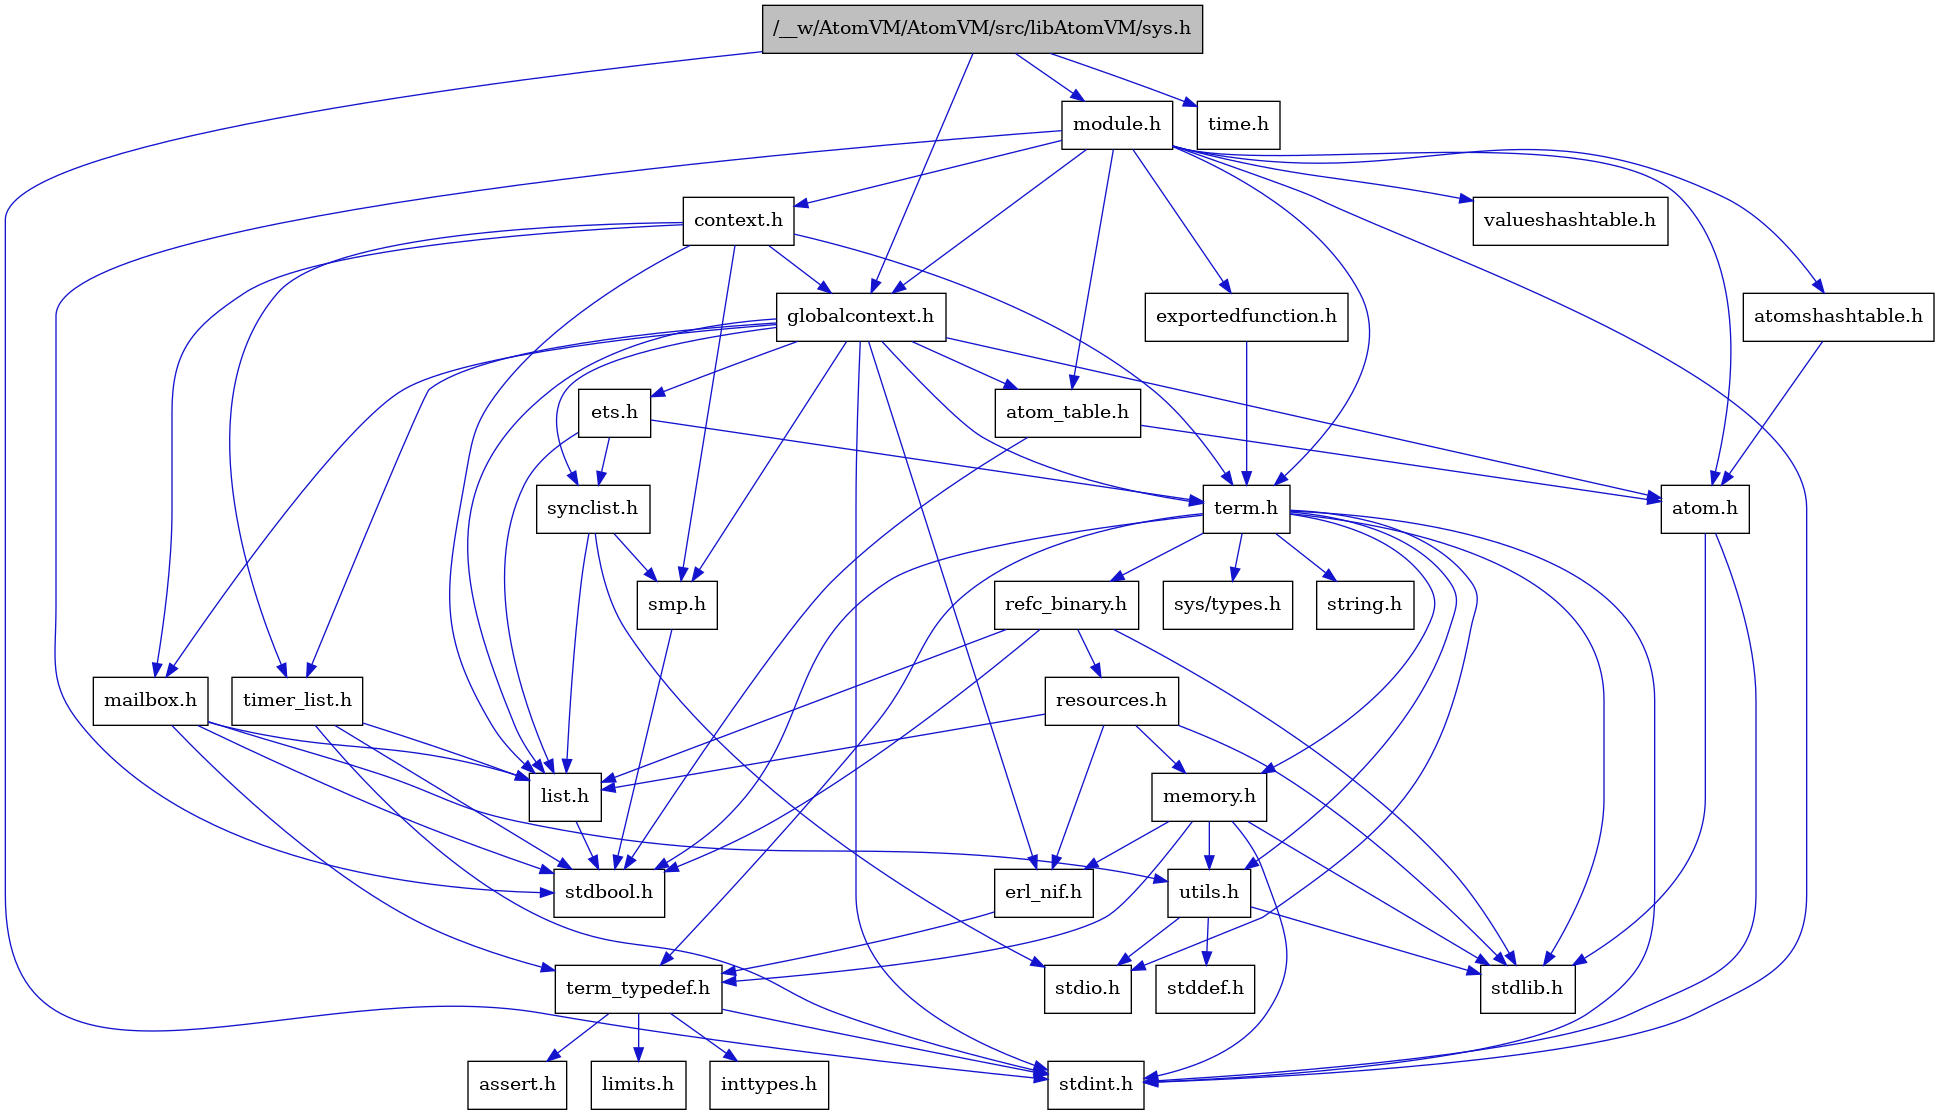 /__w/AtomVM/AtomVM/src/libAtomVM/sys.h
module.h
time.h
context.h
valueshashtable.h
globalcontext.h
exportedfunction.h
atomshashtable.h
ets.h
atom_table.h
synclist.h
term.h
atom.h
smp.h
refc_binary.h
sys/types.h
string.h
mailbox.h
timer_list.h
resources.h
list.h
memory.h
stdbool.h
erl_nif.h
utils.h
term_typedef.h
stdio.h
stddef.h
stdlib.h
assert.h
limits.h
inttypes.h
stdint.h